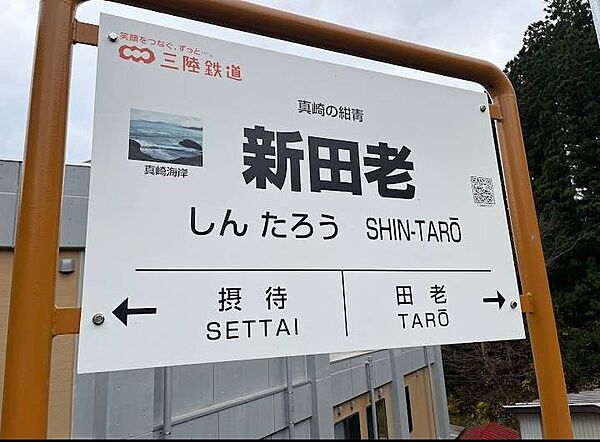 笑顔をつなぐ、ずっと…。
三陸鉄道
真崎の紺青
真崎海岸
新田老
しんたろう SHIN-TARŌ
摂待
SETTAI
田老
TARŌ